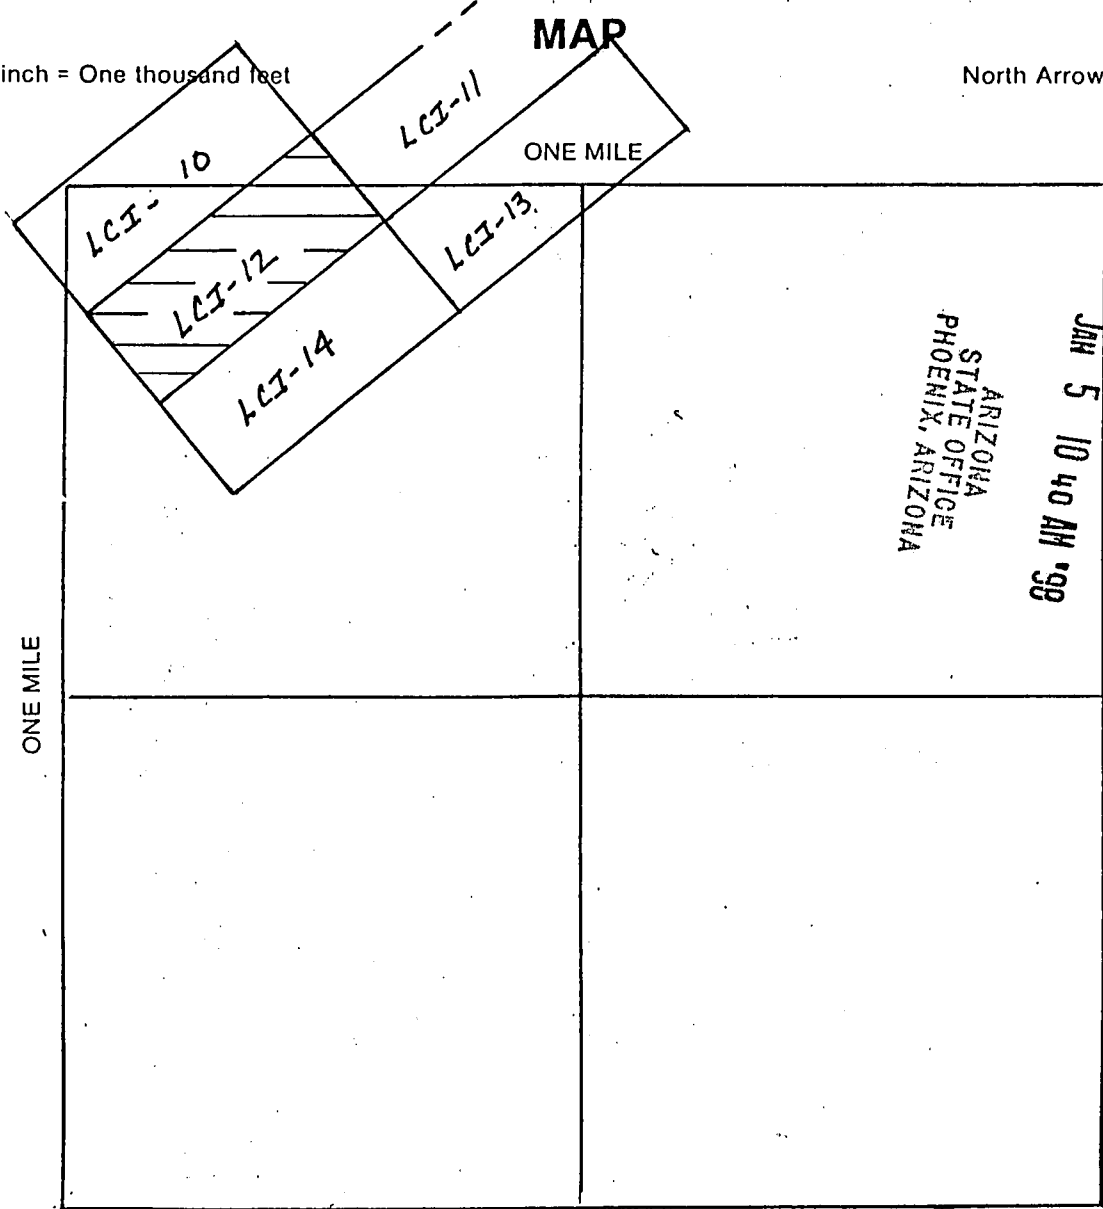 MAP
inch = One thousand feet
North Arrow
LCI-10
LCI-11
ONE MILE
LCI-12
LCI-13
LCI-14
ONE MILE
JAN 5 10 40 AM
ARIZONA
STATE OFFICE
PHOENIX, ARIZONA